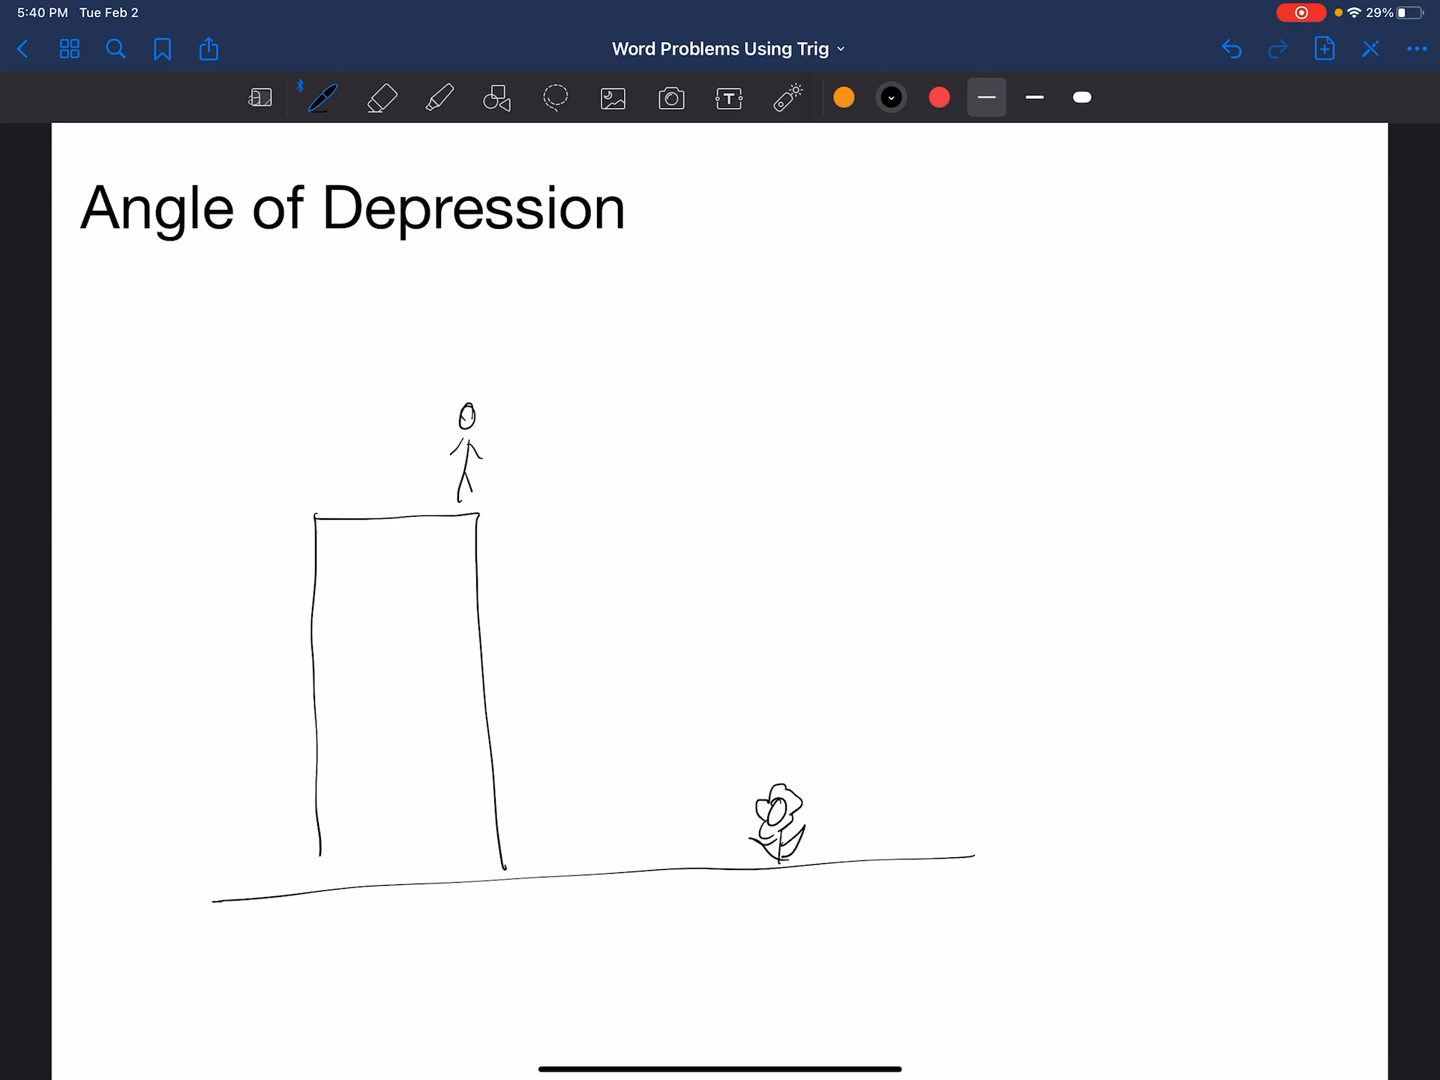 5:40 PM Tue Feb 2
29%
Word Problems Using Trig
T
Angle of Depression